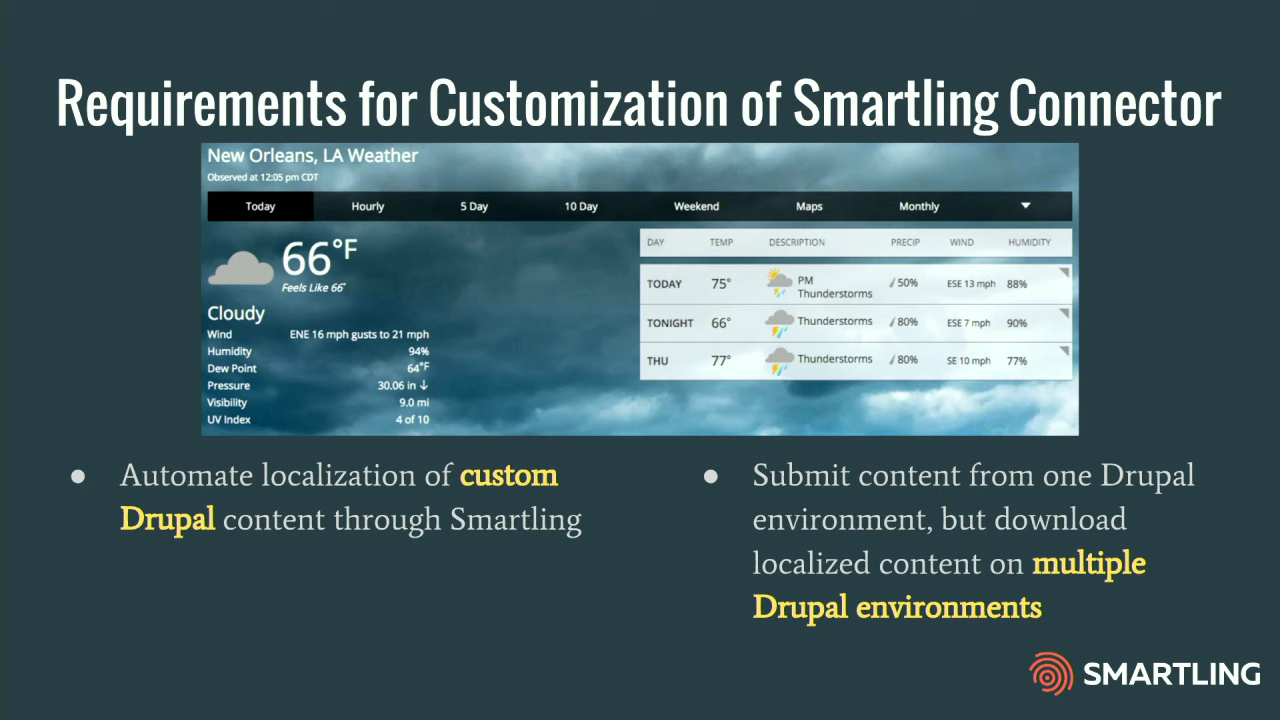 Requirements for Customization of Smartling Connector
New Orleans, LA Weather
Observed at 12:05 pm CDT
Today Hourly 5 Day 10 Day Weekend Maps Monthly
66°F
Feels Like 66°
Cloudy
Wind ENE 16 mph gusts to 21 mph
Humidity 94%
Dew Point 64°F
Pressure 30.06 in ↓
Visibility 9.0 mi
UV Index 4 of 10
DAY TEMP DESCRIPTION PRECIP WIND HUMIDITY
TODAY 75° PM Thunderstorms 50% ESE 13 mph 88%
TONIGHT 66° Thunderstorms 80% ESE 7 mph 90%
THU 77° Thunderstorms 80% SE 10 mph 77%
● Automate localization of custom
Drupal content through Smartling
● Submit content from one Drupal
environment, but download
localized content on multiple
Drupal environments
SMARTLING